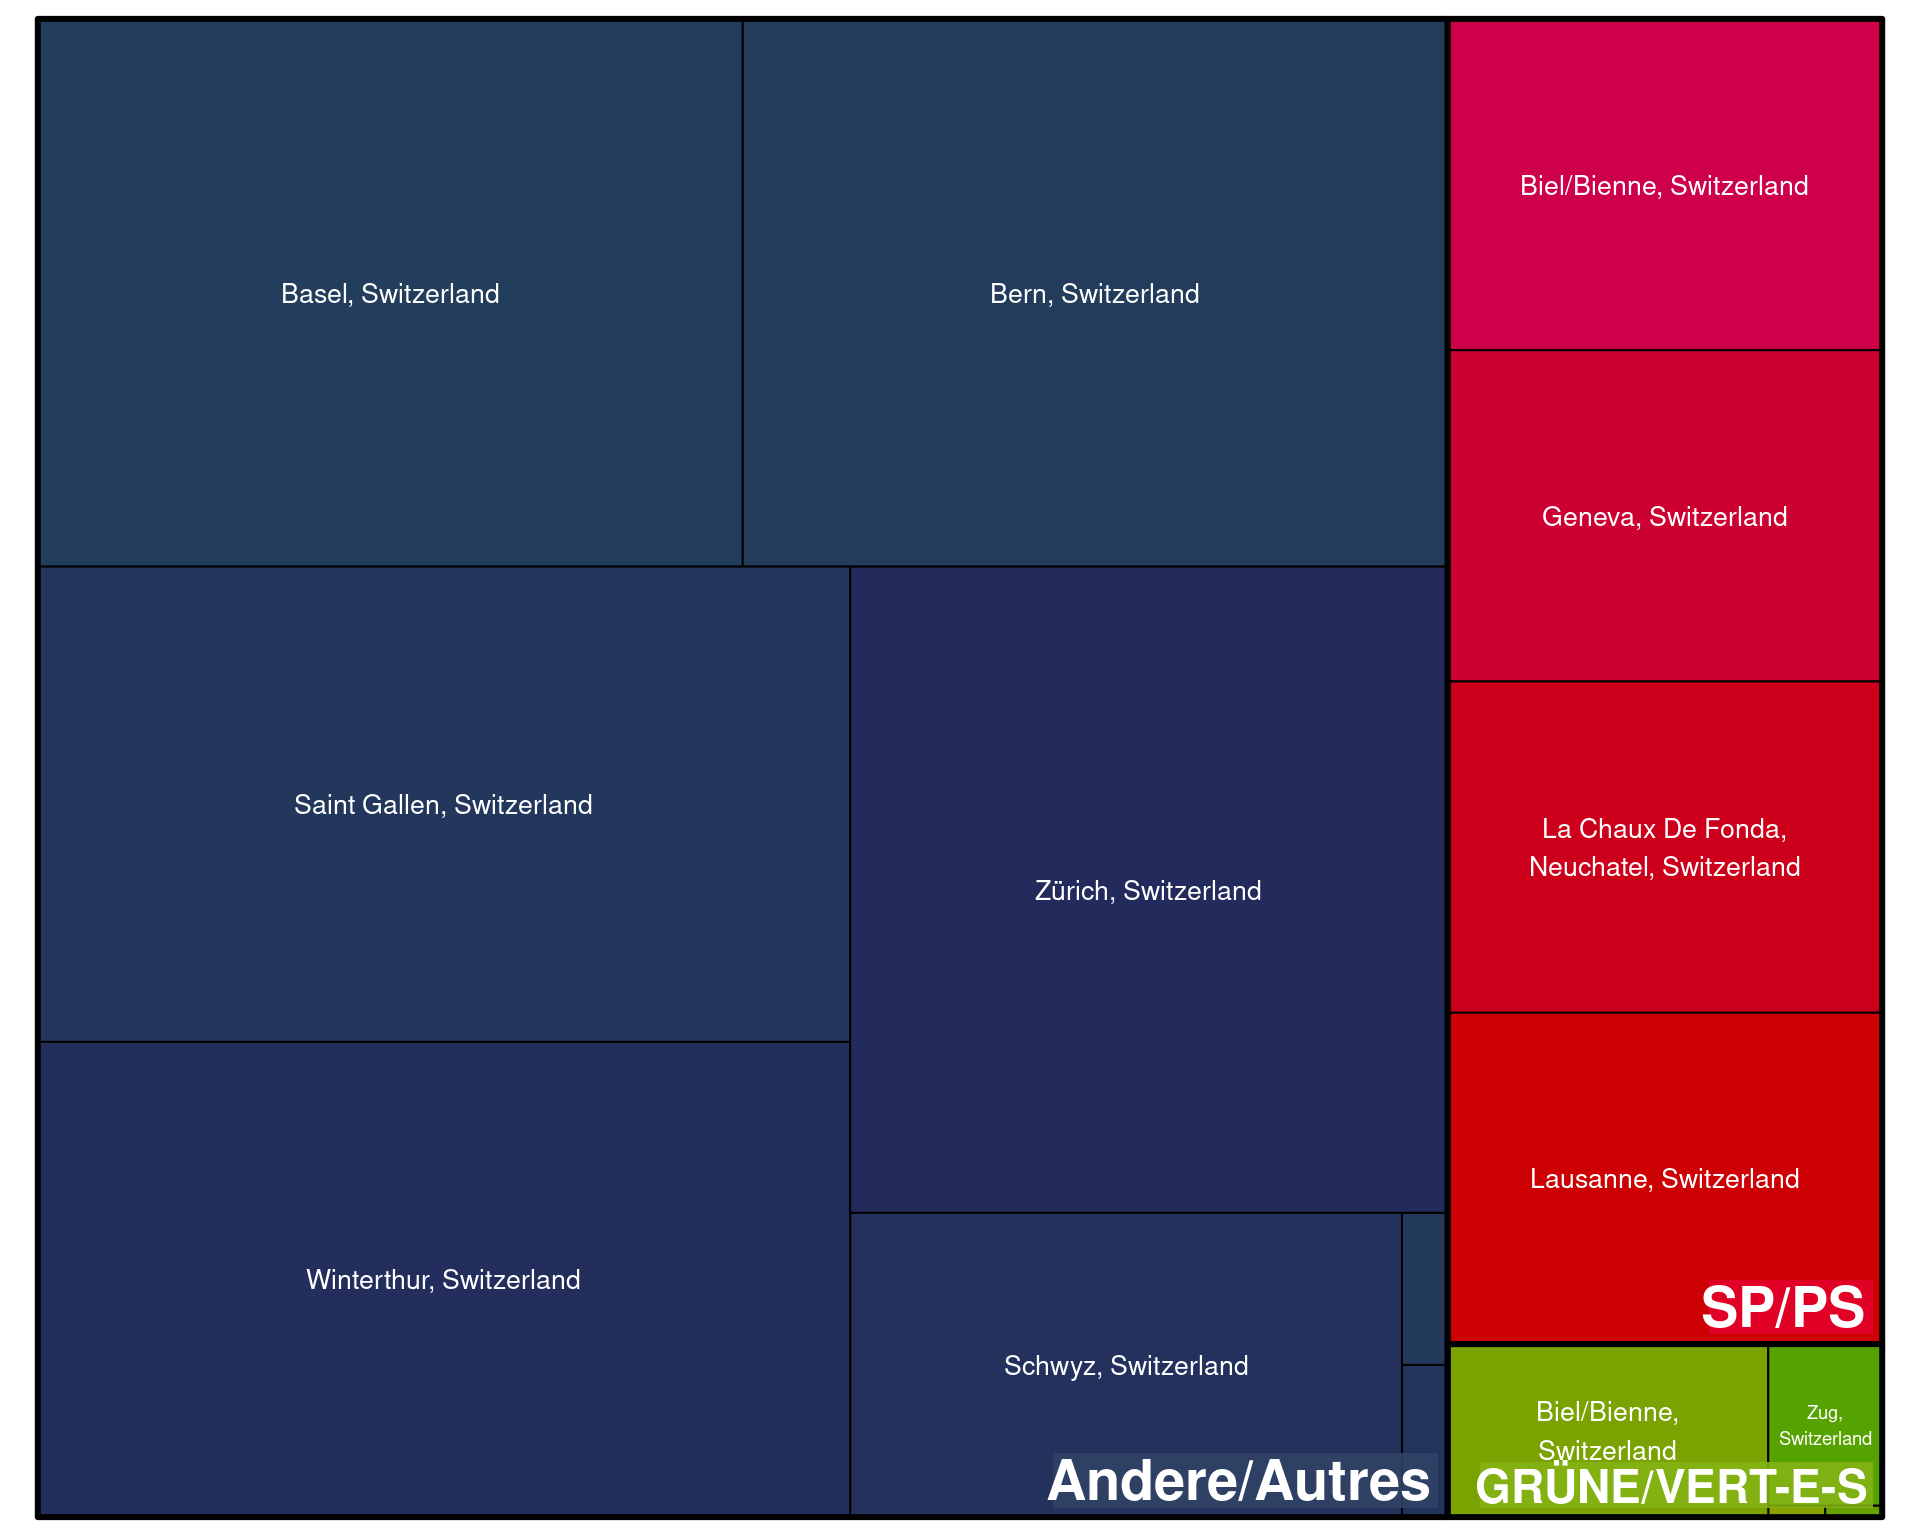 Basel, Switzerland
Bern, Switzerland
Biel/Bienne, Switzerland
Geneva, Switzerland
Saint Gallen, Switzerland
Zürich, Switzerland
La Chaux De Fonda,
Neuchatel, Switzerland
Lausanne, Switzerland
Winterthur, Switzerland
SP/PS
Schwyz, Switzerland
Andere/Autres
Biel/Bienne,
Switzerland
Zug,
Switzerland
GRÜNE/VERT-E-S